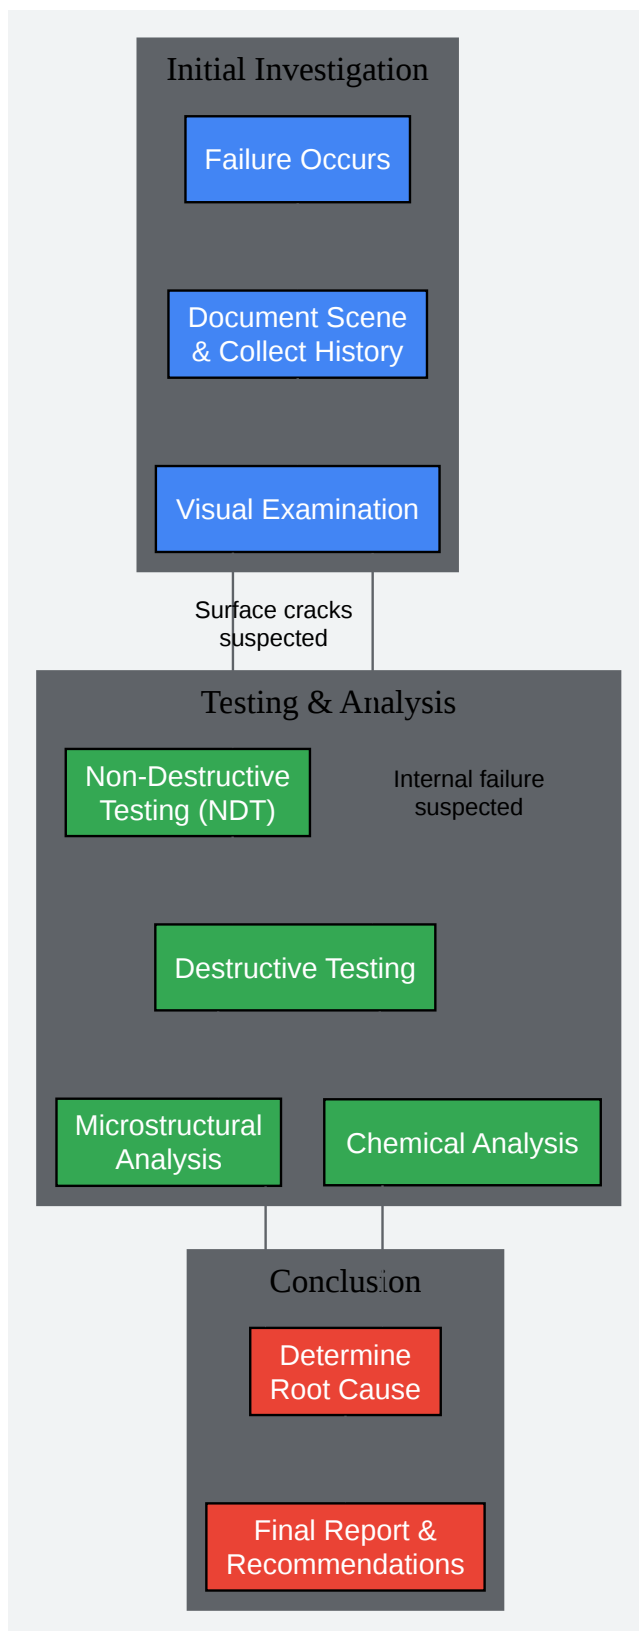 Initial Investigation
Failure Occurs
Document Scene
& Collect History
Visual Examination
Surface cracks
suspected
Testing & Analysis
Non-Destructive
Testing (NDT)
Internal failure
suspected
Destructive Testing
Microstructural
Analysis
Chemical Analysis
Conclusion
Determine
Root Cause
Final Report &
Recommendations